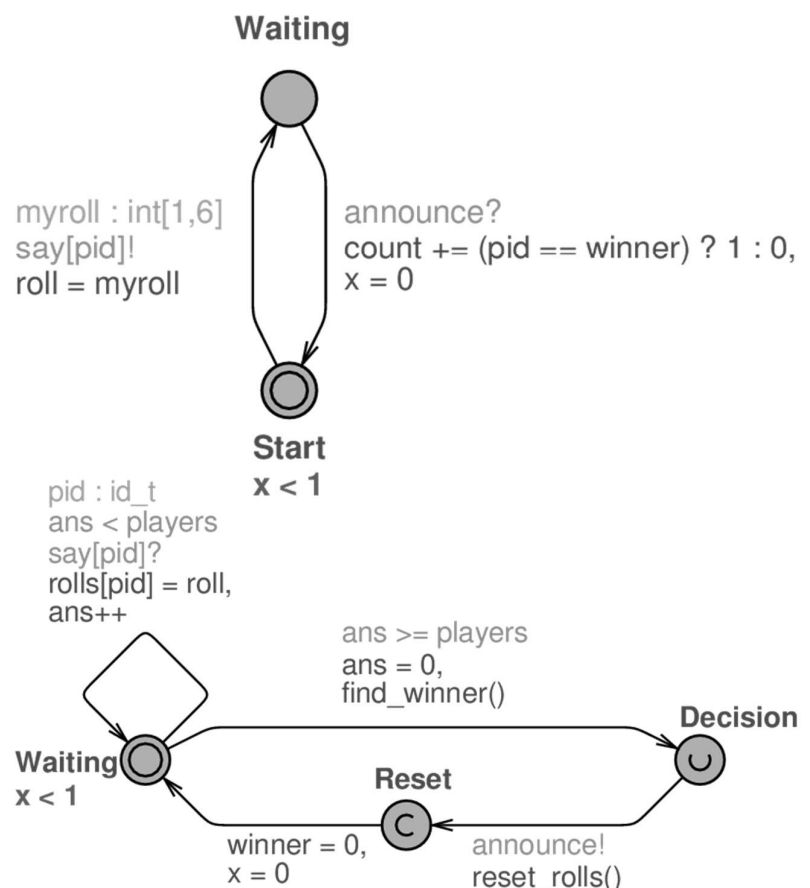 Waiting
myroll : int[1,6]
say[pid]!
roll = myroll
announce?
count += (pid == winner) ? 1 : 0,
x = 0
Start
x < 1
pid : id_t
ans < players
say[pid]?
rolls[pid] = roll,
ans++
ans >= players
ans = 0,
find_winner()
Decision
U
Waiting
x < 1
Reset
C
winner = 0,
x = 0
announce!
reset_rolls()